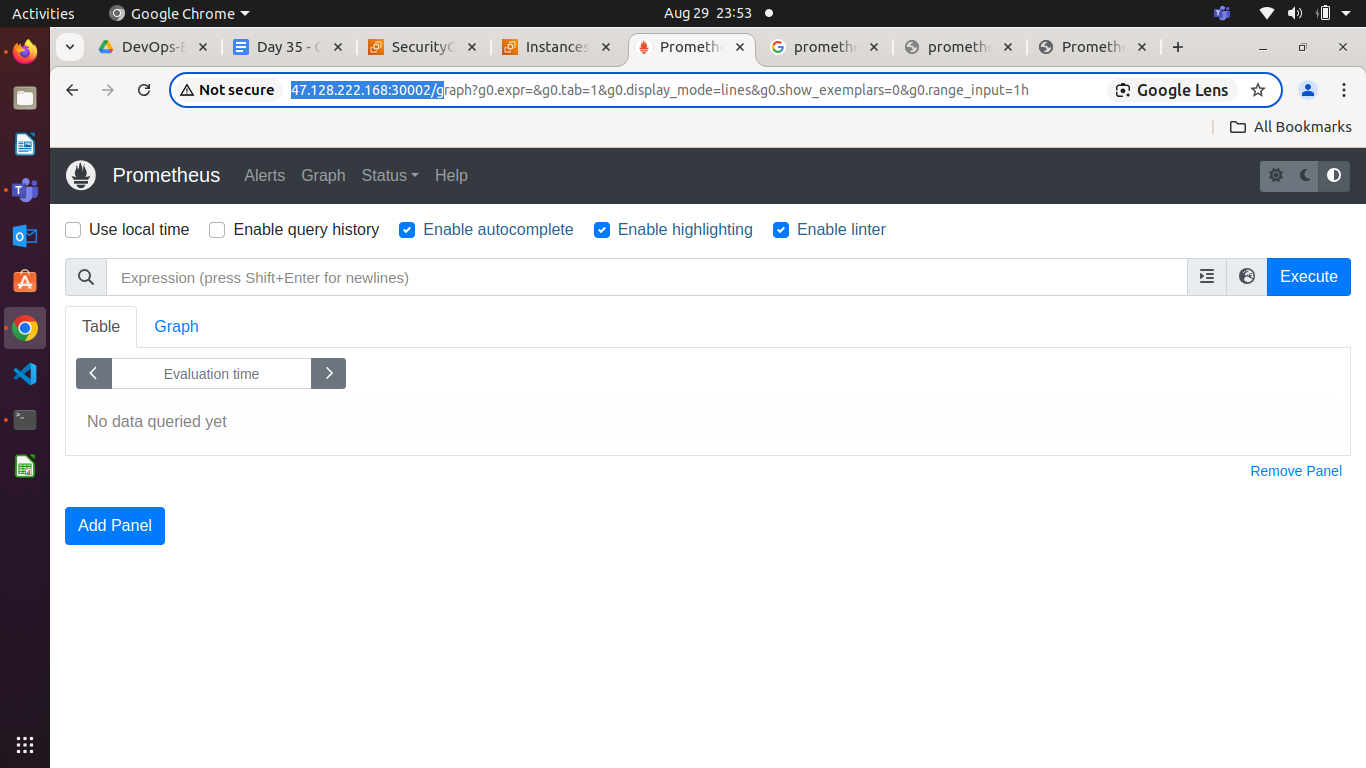 Activities Google Chrome Aug 29 23:53
DevOps-E Day 35 - C SecurityG Instances Promethe promethe promethe Promethe
Not secure 47.128.222.168:30002/graph?g0.expr=&g0.tab=1&g0.display_mode=lines&g0.show_exemplars=0&g0.range_input=1h Google Lens
All Bookmarks
Prometheus Alerts Graph Status Help
Use local time Enable query history Enable autocomplete Enable highlighting Enable linter
Expression (press Shift+Enter for newlines) Execute
Table Graph
Evaluation time
No data queried yet
Remove Panel
Add Panel